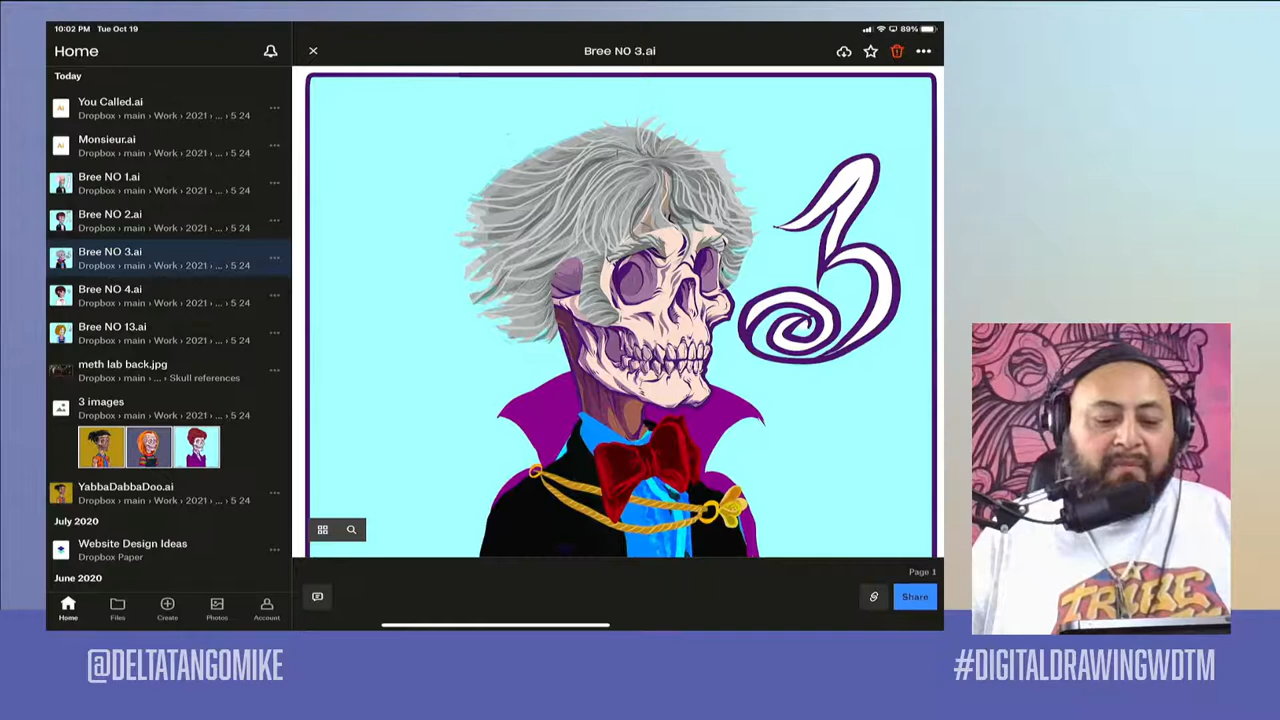 10:02 PM Tue Oct 19
89%
Home
Bree NO 3.ai
Today
You Called.ai
Dropbox › main › Work › 2021 › ... › 5 24
Monsieur.ai
Dropbox › main › Work › 2021 › ... › 5 24
Bree NO 1.ai
Dropbox › main › Work › 2021 › ... › 5 24
Bree NO 2.ai
Dropbox › main › Work › 2021 › ... › 5 24
Bree NO 3.ai
Dropbox › main › Work › 2021 › ... › 5 24
Bree NO 4.ai
Dropbox › main › Work › 2021 › ... › 5 24
Bree NO 13.ai
Dropbox › main › Work › 2021 › ... › 5 24
meth lab back.jpg
Dropbox › main › ... › Skull references
3 images
Dropbox › main › Work › 2021 › ... › 5 24
YabbaDabbaDoo.ai
Dropbox › main › Work › 2021 › ... › 5 24
July 2020
Website Design Ideas
Dropbox Paper
June 2020
Home Files Create Photos Account
3
Page 1
Share
TRIBE
@DELTATANGOMIKE
#DIGITALDRAWINGWDTM